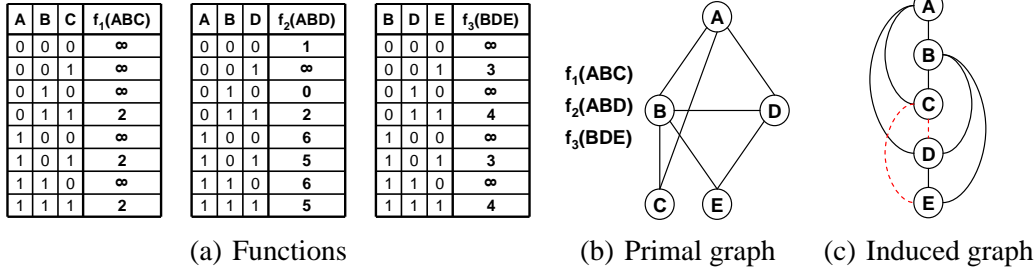 A B C f₁(ABC)
0 0 0 ∞
0 0 1 ∞
0 1 0 ∞
0 1 1 2
1 0 0 ∞
1 0 1 2
1 1 0 ∞
1 1 1 2
A B D f₂(ABD)
0 0 0 1
0 0 1 ∞
0 1 0 0
0 1 1 2
1 0 0 6
1 0 1 5
1 1 0 6
1 1 1 5
B D E f₃(BDE)
0 0 0 ∞
0 0 1 3
0 1 0 ∞
0 1 1 4
1 0 0 ∞
1 0 1 3
1 1 0 ∞
1 1 1 4
(a) Functions
f₁(ABC)
f₂(ABD)
f₃(BDE)
A
B
D
C
E
(b) Primal graph
A
B
C
D
E
(c) Induced graph